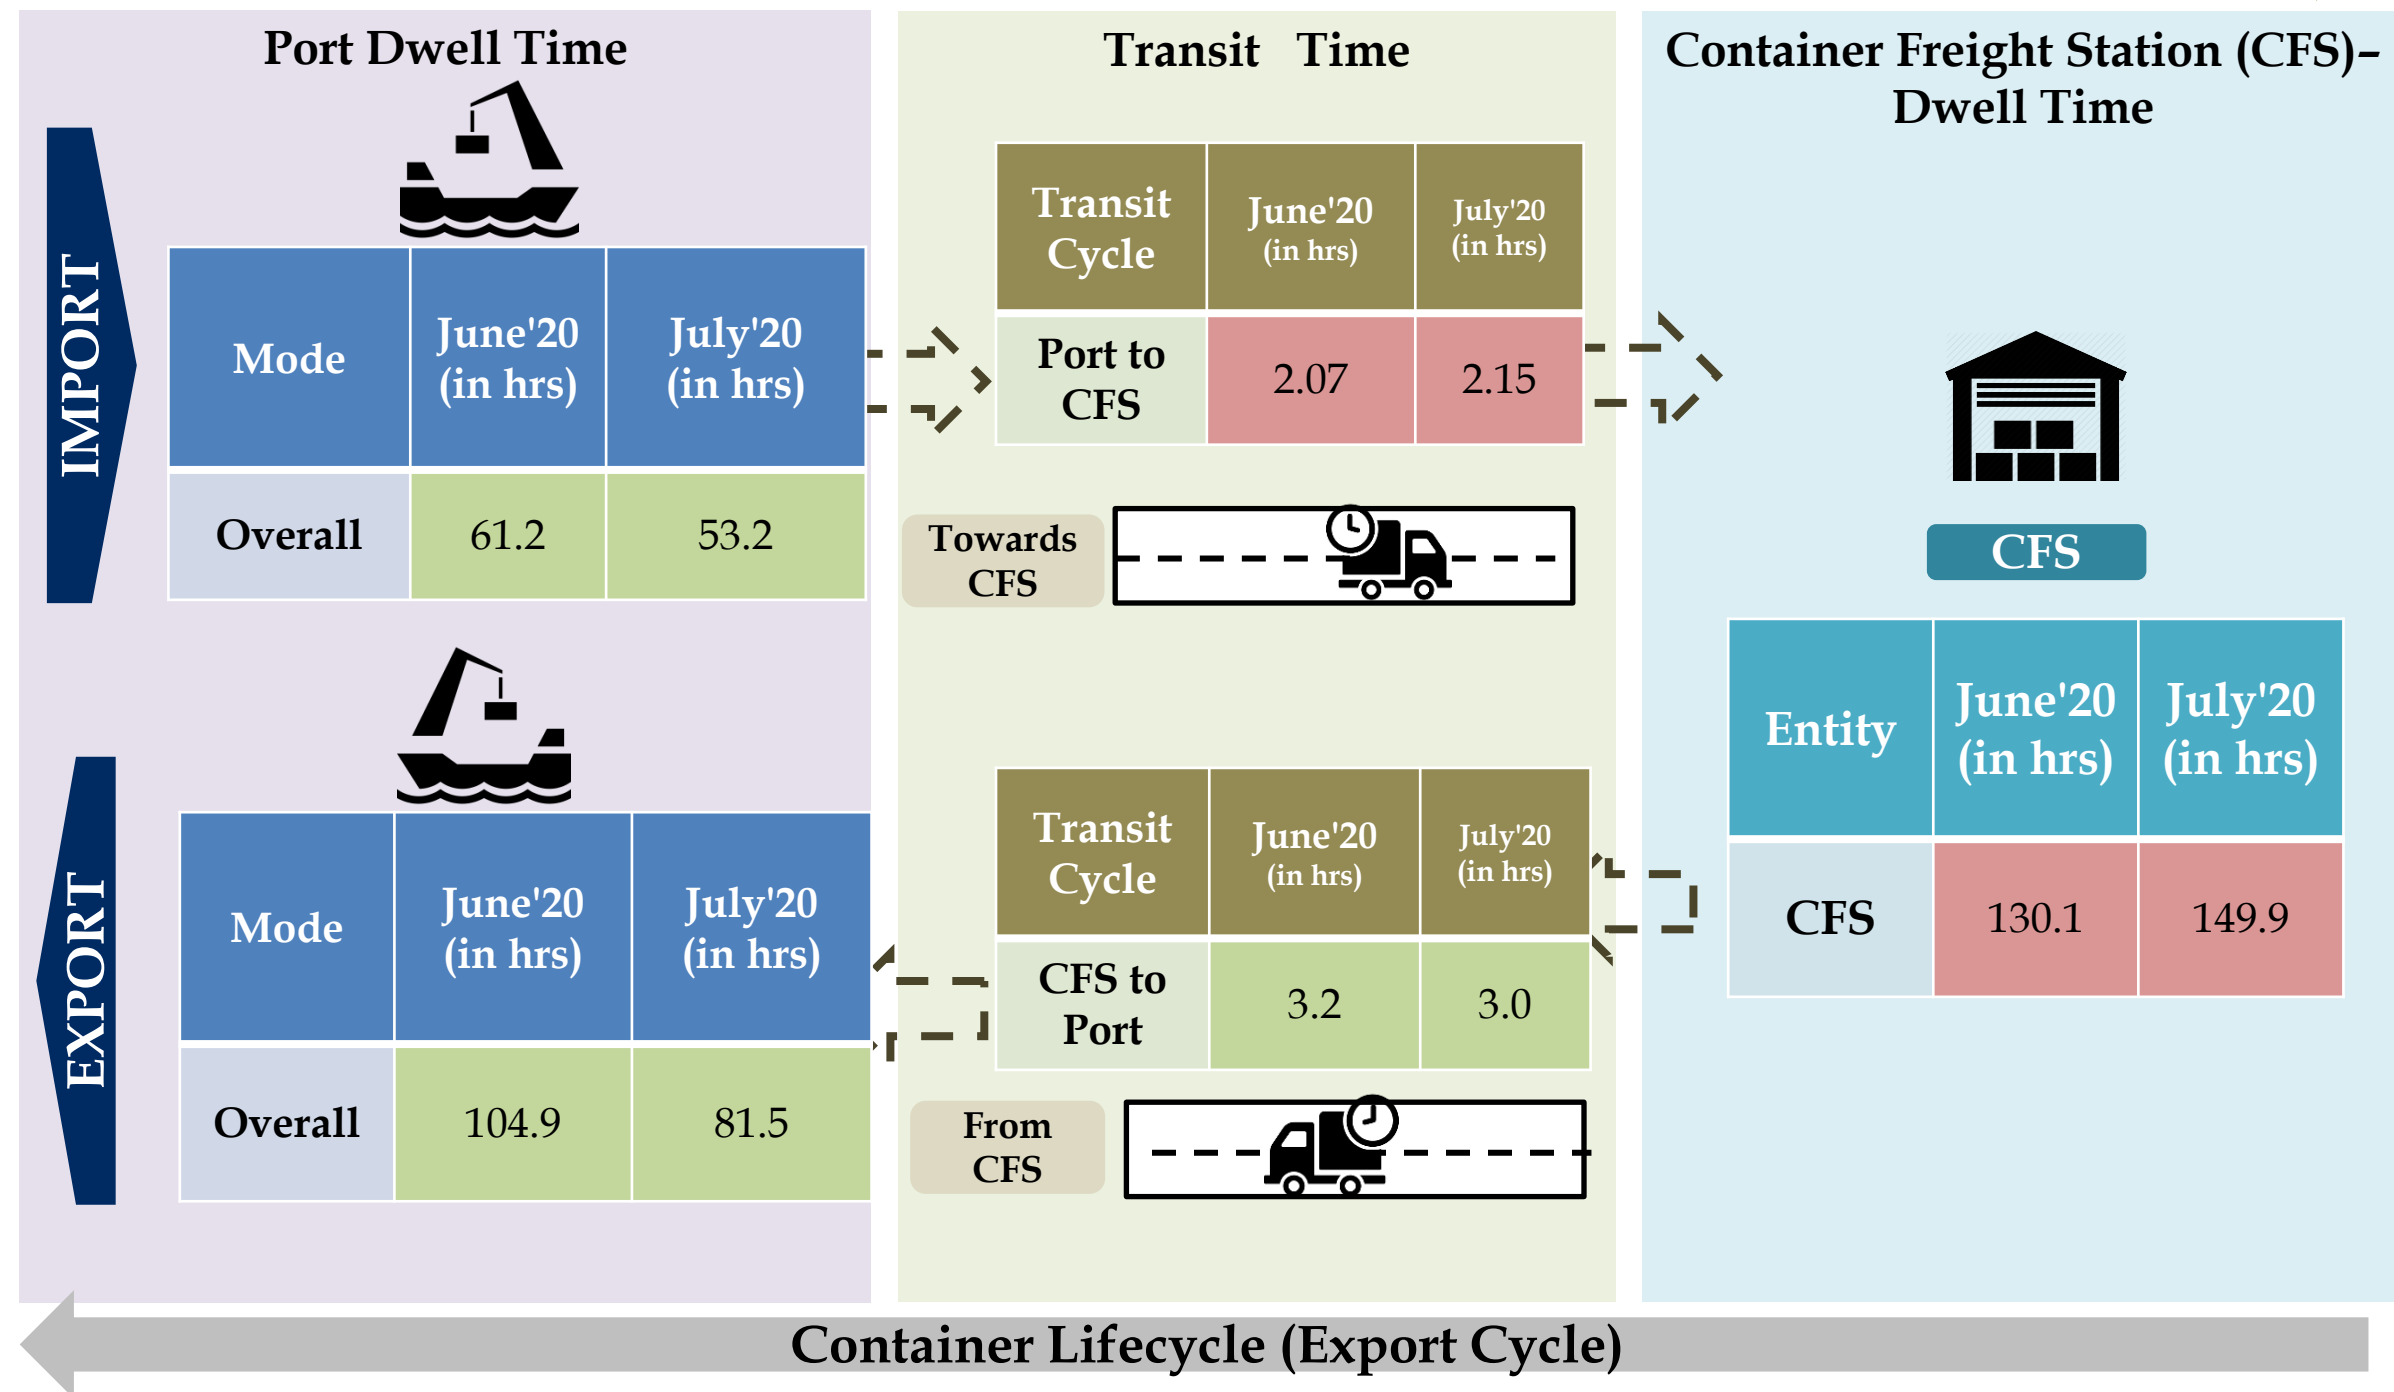 Port Dwell Time
IMPORT
Mode
June'20
(in hrs)
July'20
(in hrs)
Overall
61.2
53.2
EXPORT
Mode
June'20
(in hrs)
July'20
(in hrs)
Overall
104.9
81.5
Transit Time
Transit
Cycle
June'20
(in hrs)
July'20
(in hrs)
Port to
CFS
2.07
2.15
Towards
CFS
Transit
Cycle
June'20
(in hrs)
July'20
(in hrs)
CFS to
Port
3.2
3.0
From
CFS
Container Freight Station (CFS)–
Dwell Time
CFS
Entity
June'20
(in hrs)
July'20
(in hrs)
CFS
130.1
149.9
Container Lifecycle (Export Cycle)